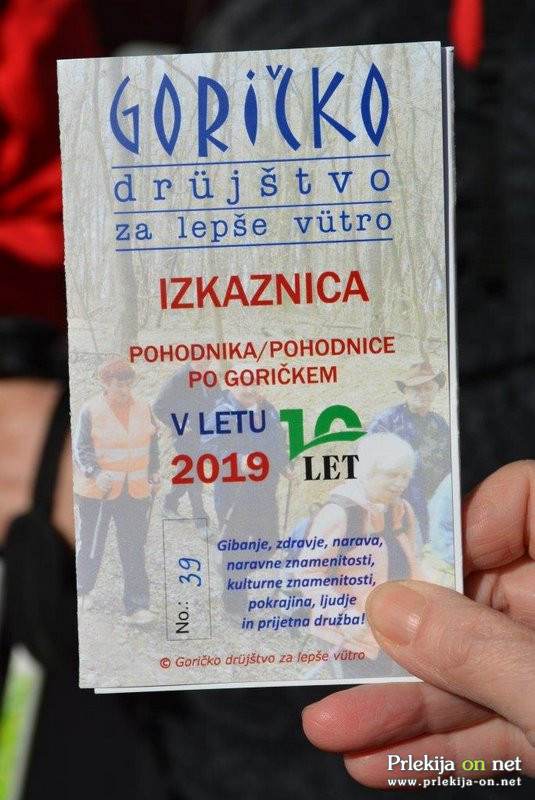 GORIČKO
drüjštvo
za lepše vütro
IZKAZNICA
POHODNIKA/POHODNICE
PO GORIČKEM
V LETU
2019
10
LET
No.: 39
Gibanje, zdravje, narava,
naravne znamenitosti,
kulturne znamenitosti,
pokrajina, ljudje
in prijetna družba!
© Goričko drüjštvo za lepše vütro
Prlekija on net
www.prlekija-on.net